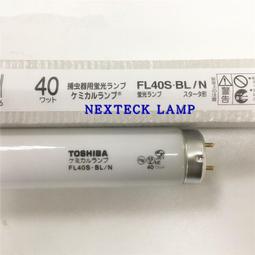 40
ワット
捕虫器用蛍光ランプ
ケミカルランプ®
FL40S·BL/N
蛍光ランプ スタータ形
警告
NEXTECK LAMP
TOSHIBA
ケミカルランプ
FL40S·BL/N
40